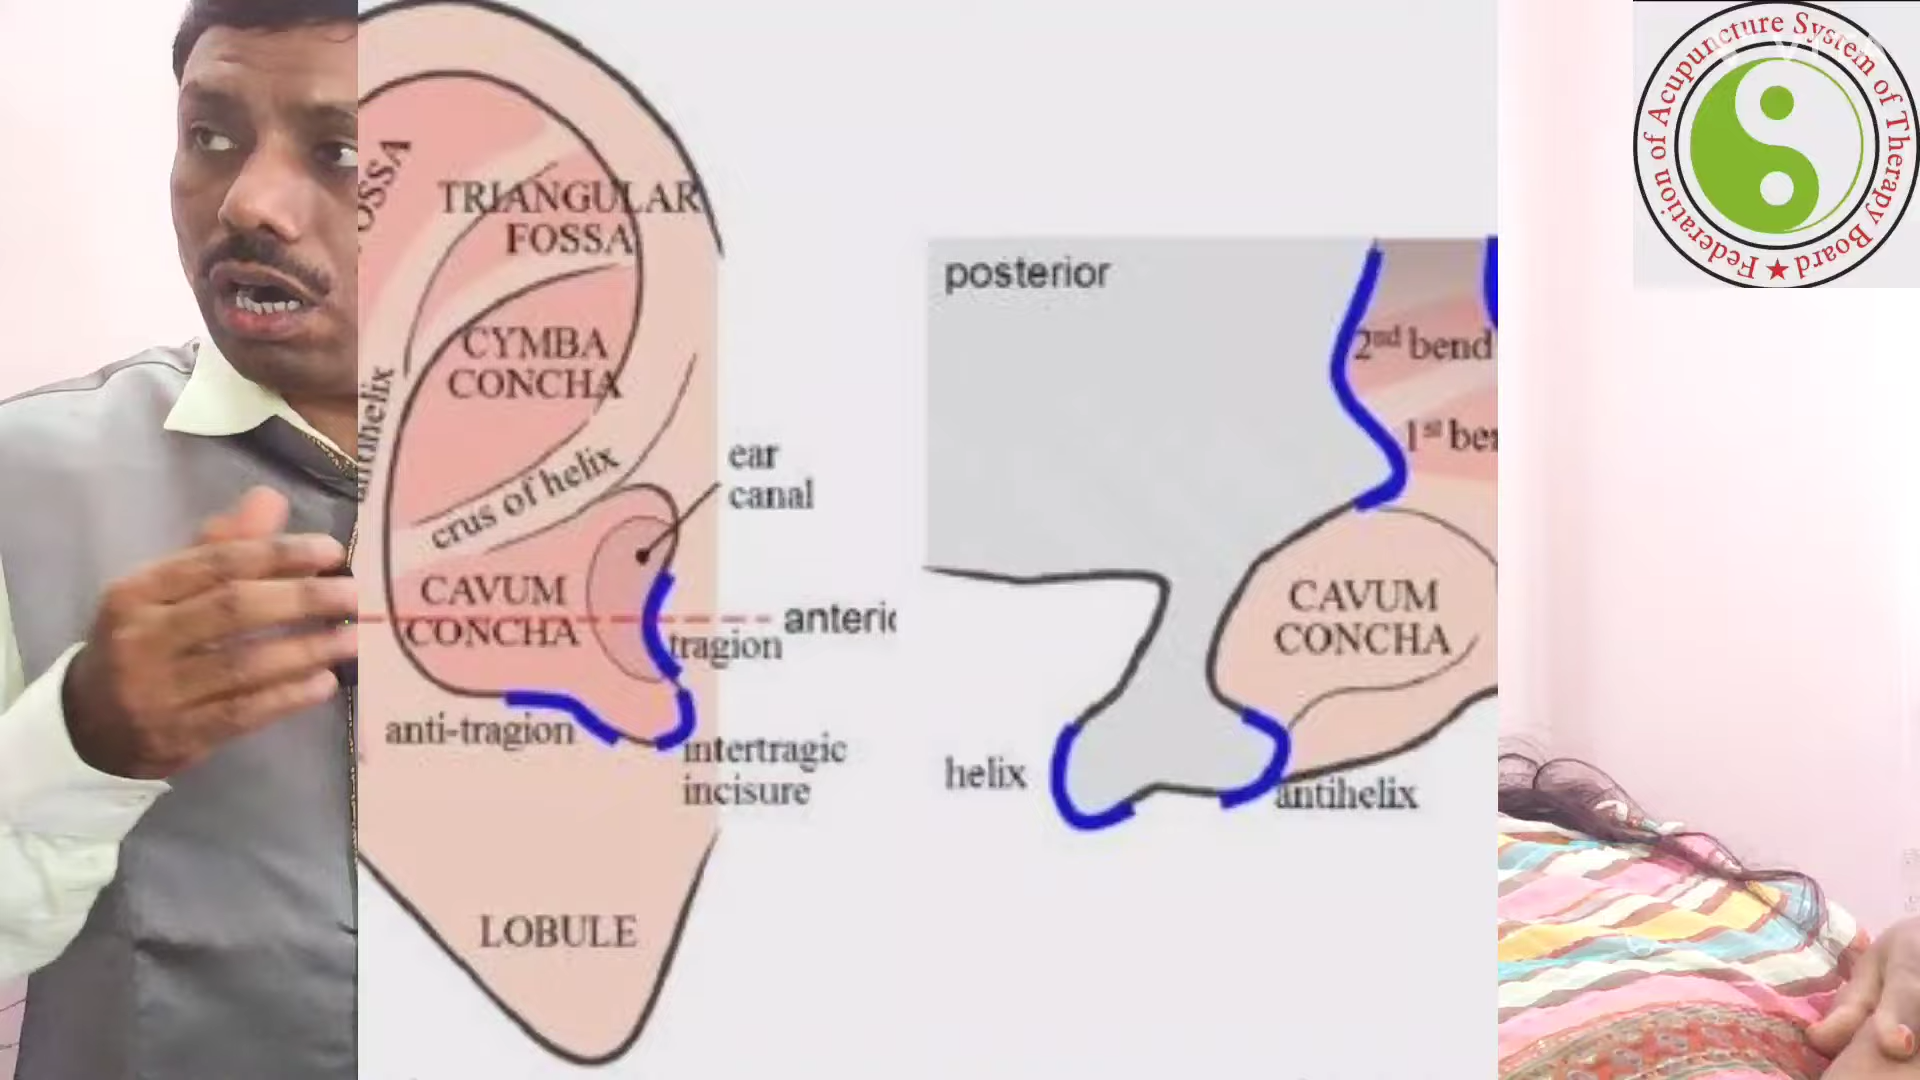 OSSA
TRIANGULAR
FOSSA
CYMBA
CONCHA
antihelix
crus of helix
ear
canal
CAVUM
CONCHA
anteric
tragion
anti-tragion
intertragic
incisure
LOBULE
posterior
2nd bend
1st ber
CAVUM
CONCHA
helix
antihelix
Federation of Acupuncture System of Therapy Board ★